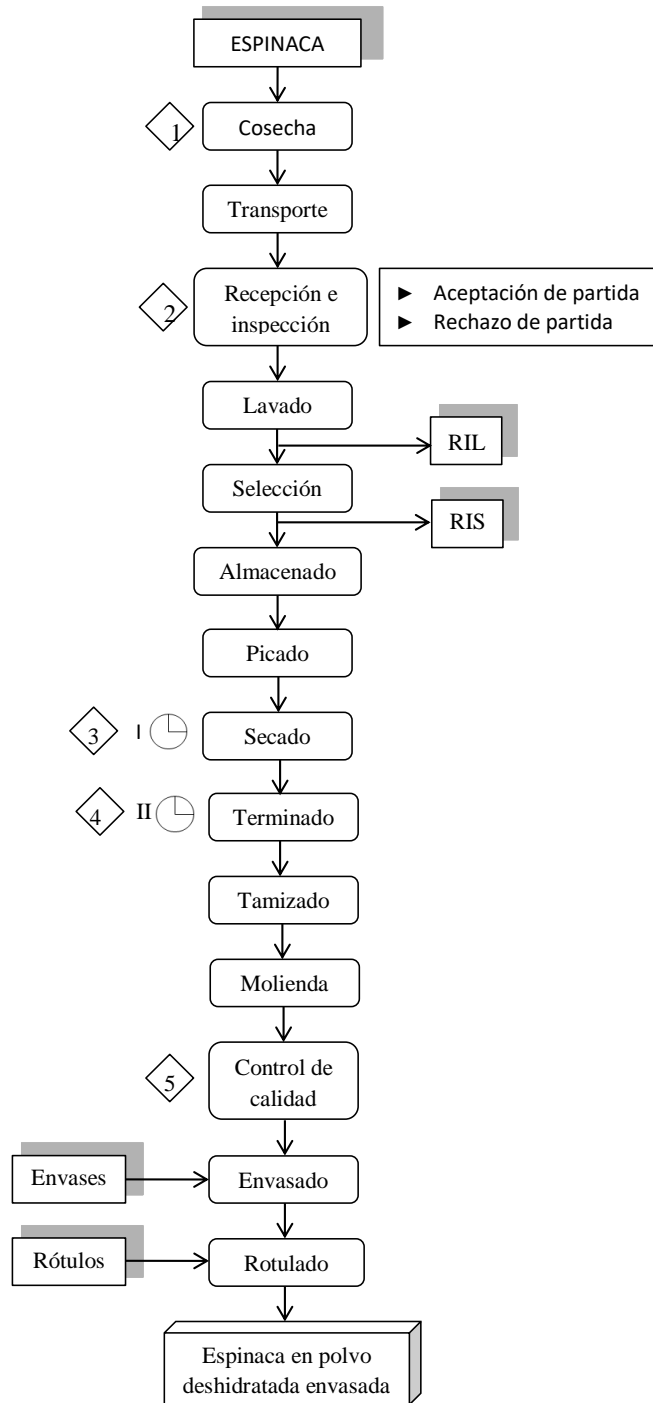 ESPINACA
1
Cosecha
Transporte
2
Recepción e
inspección
► Aceptación de partida
► Rechazo de partida
Lavado
RIL
Selección
RIS
Almacenado
Picado
3
I
Secado
4
II
Terminado
Tamizado
Molienda
5
Control de
calidad
Envases
Envasado
Rótulos
Rotulado
Espinaca en polvo
deshidratada envasada